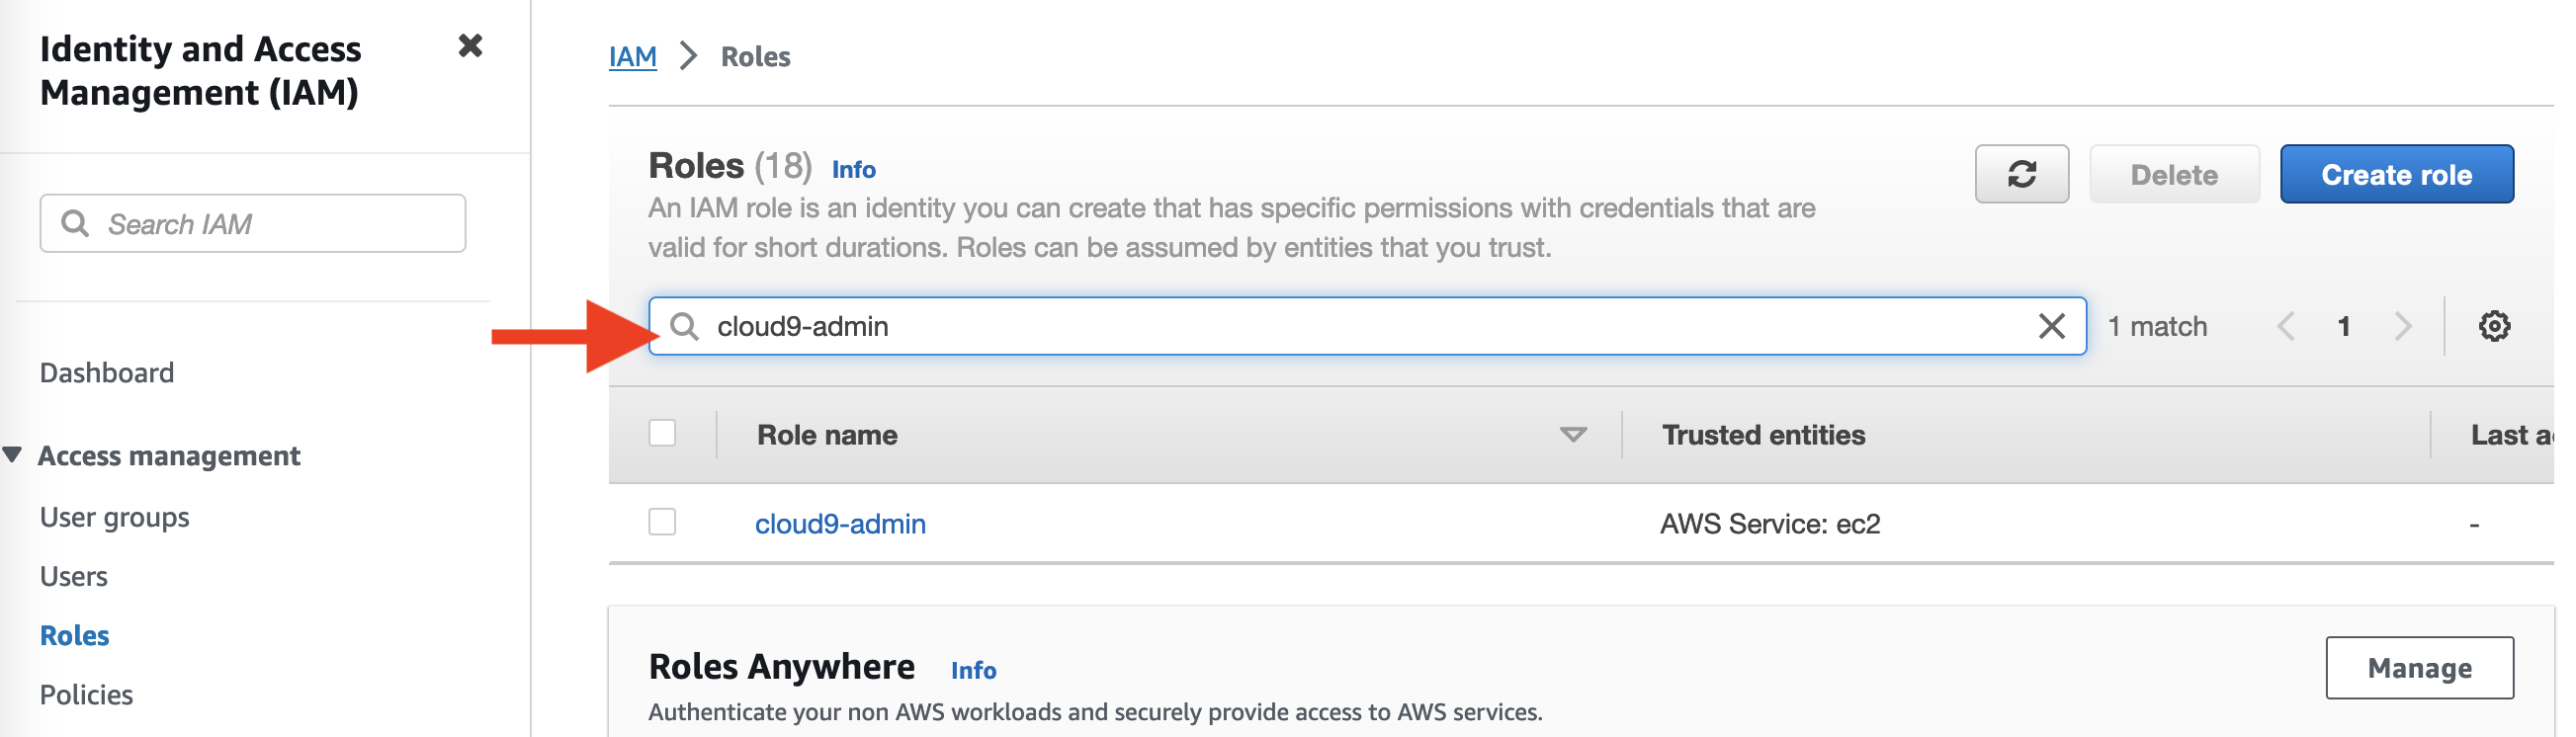 Identity and Access
Management (IAM)
Search IAM
Dashboard
Access management
User groups
Users
Roles
Policies
IAM Roles
Roles (18) Info
Delete
Create role
An IAM role is an identity you can create that has specific permissions with credentials that are
valid for short durations. Roles can be assumed by entities that you trust.
cloud9-admin
1 match
1
Role name
Trusted entities
Last a
cloud9-admin
AWS Service: ec2
-
Roles Anywhere Info
Manage
Authenticate your non AWS workloads and securely provide access to AWS services.